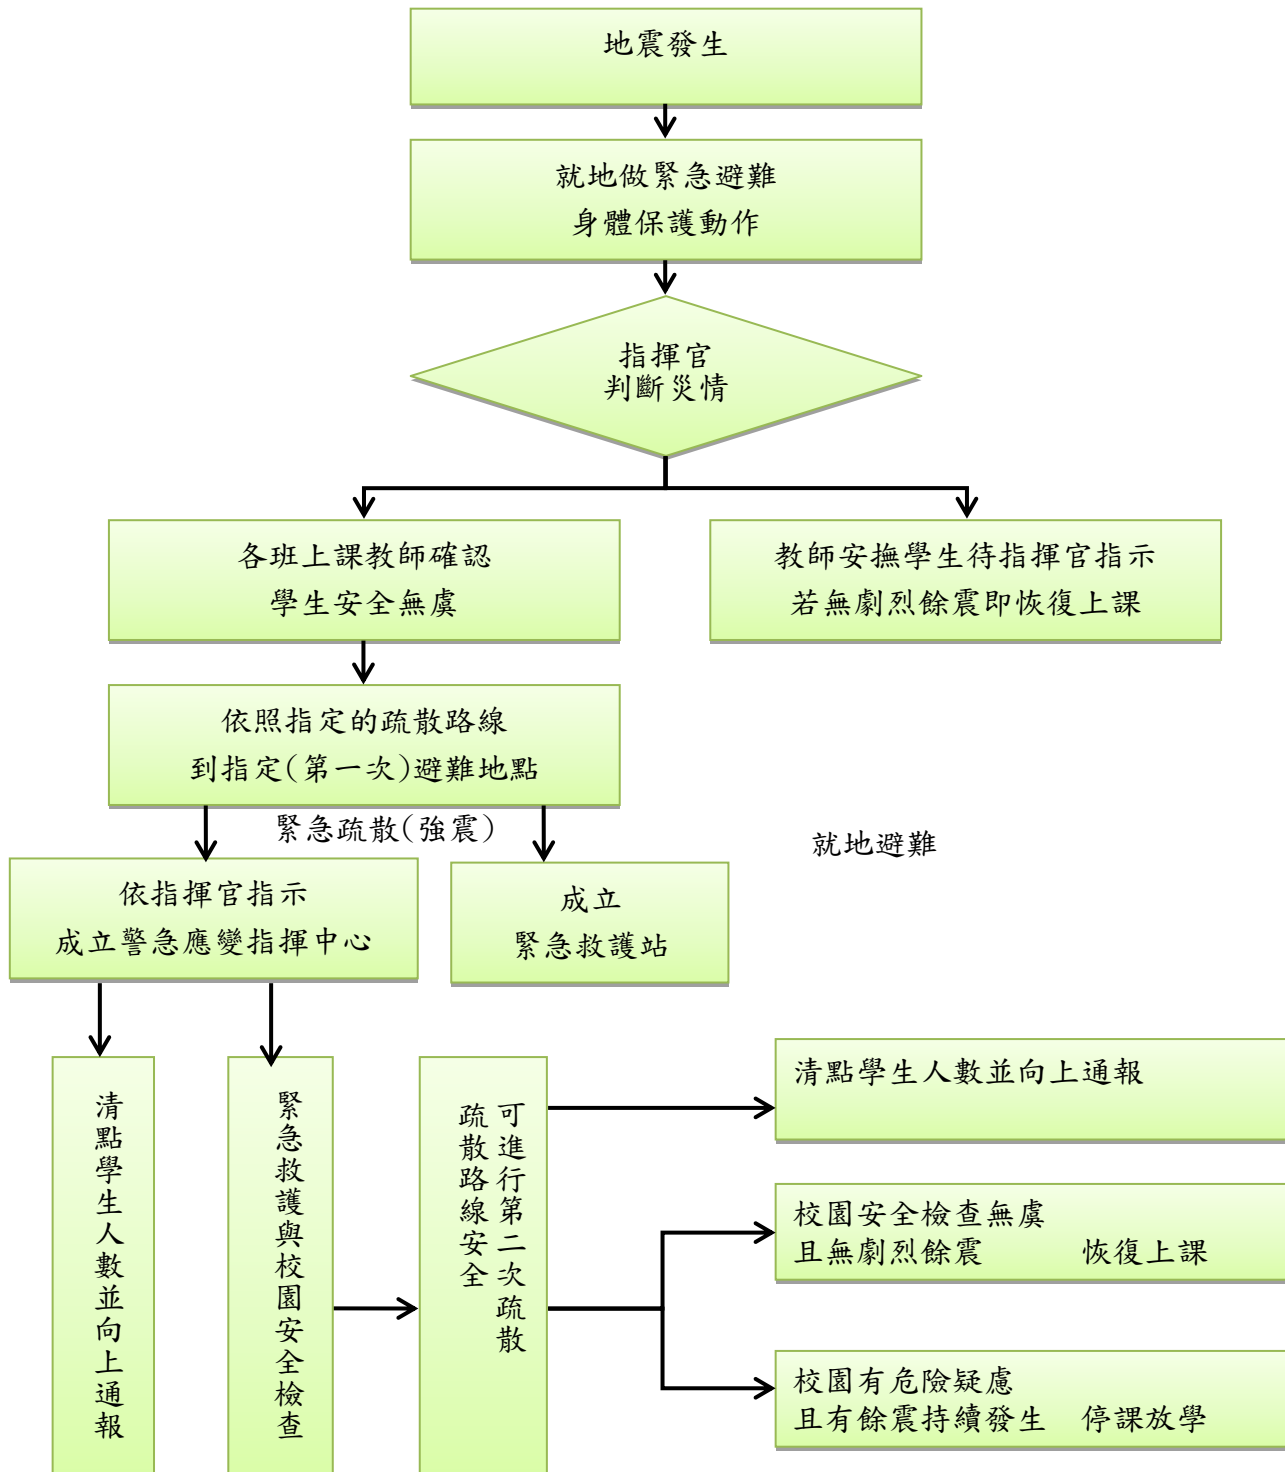 地震發生
就地做緊急避難
身體保護動作
指揮官
判斷災情
各班上課教師確認
學生安全無虞
教師安撫學生待指揮官指示
若無劇烈餘震即恢復上課
依照指定的疏散路線
到指定(第一次)避難地點
緊急疏散(強震)
就地避難
依指揮官指示
成立警急應變指揮中心
成立
緊急救護站
清點學生人數並向上通報
緊急救護與校園安全檢查
疏散路線安全
可進行第二次疏散
清點學生人數並向上通報
校園安全檢查無虞
且無劇烈餘震 恢復上課
校園有危險疑慮
且有餘震持續發生 停課放學